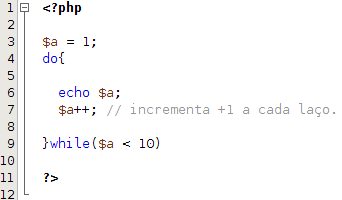 1 <?php
2
3 $a = 1;
4 do{
5
6 echo $a;
7 $a++; // incrementa +1 a cada laço.
8
9 }while($a < 10)
10
11 ?>
12